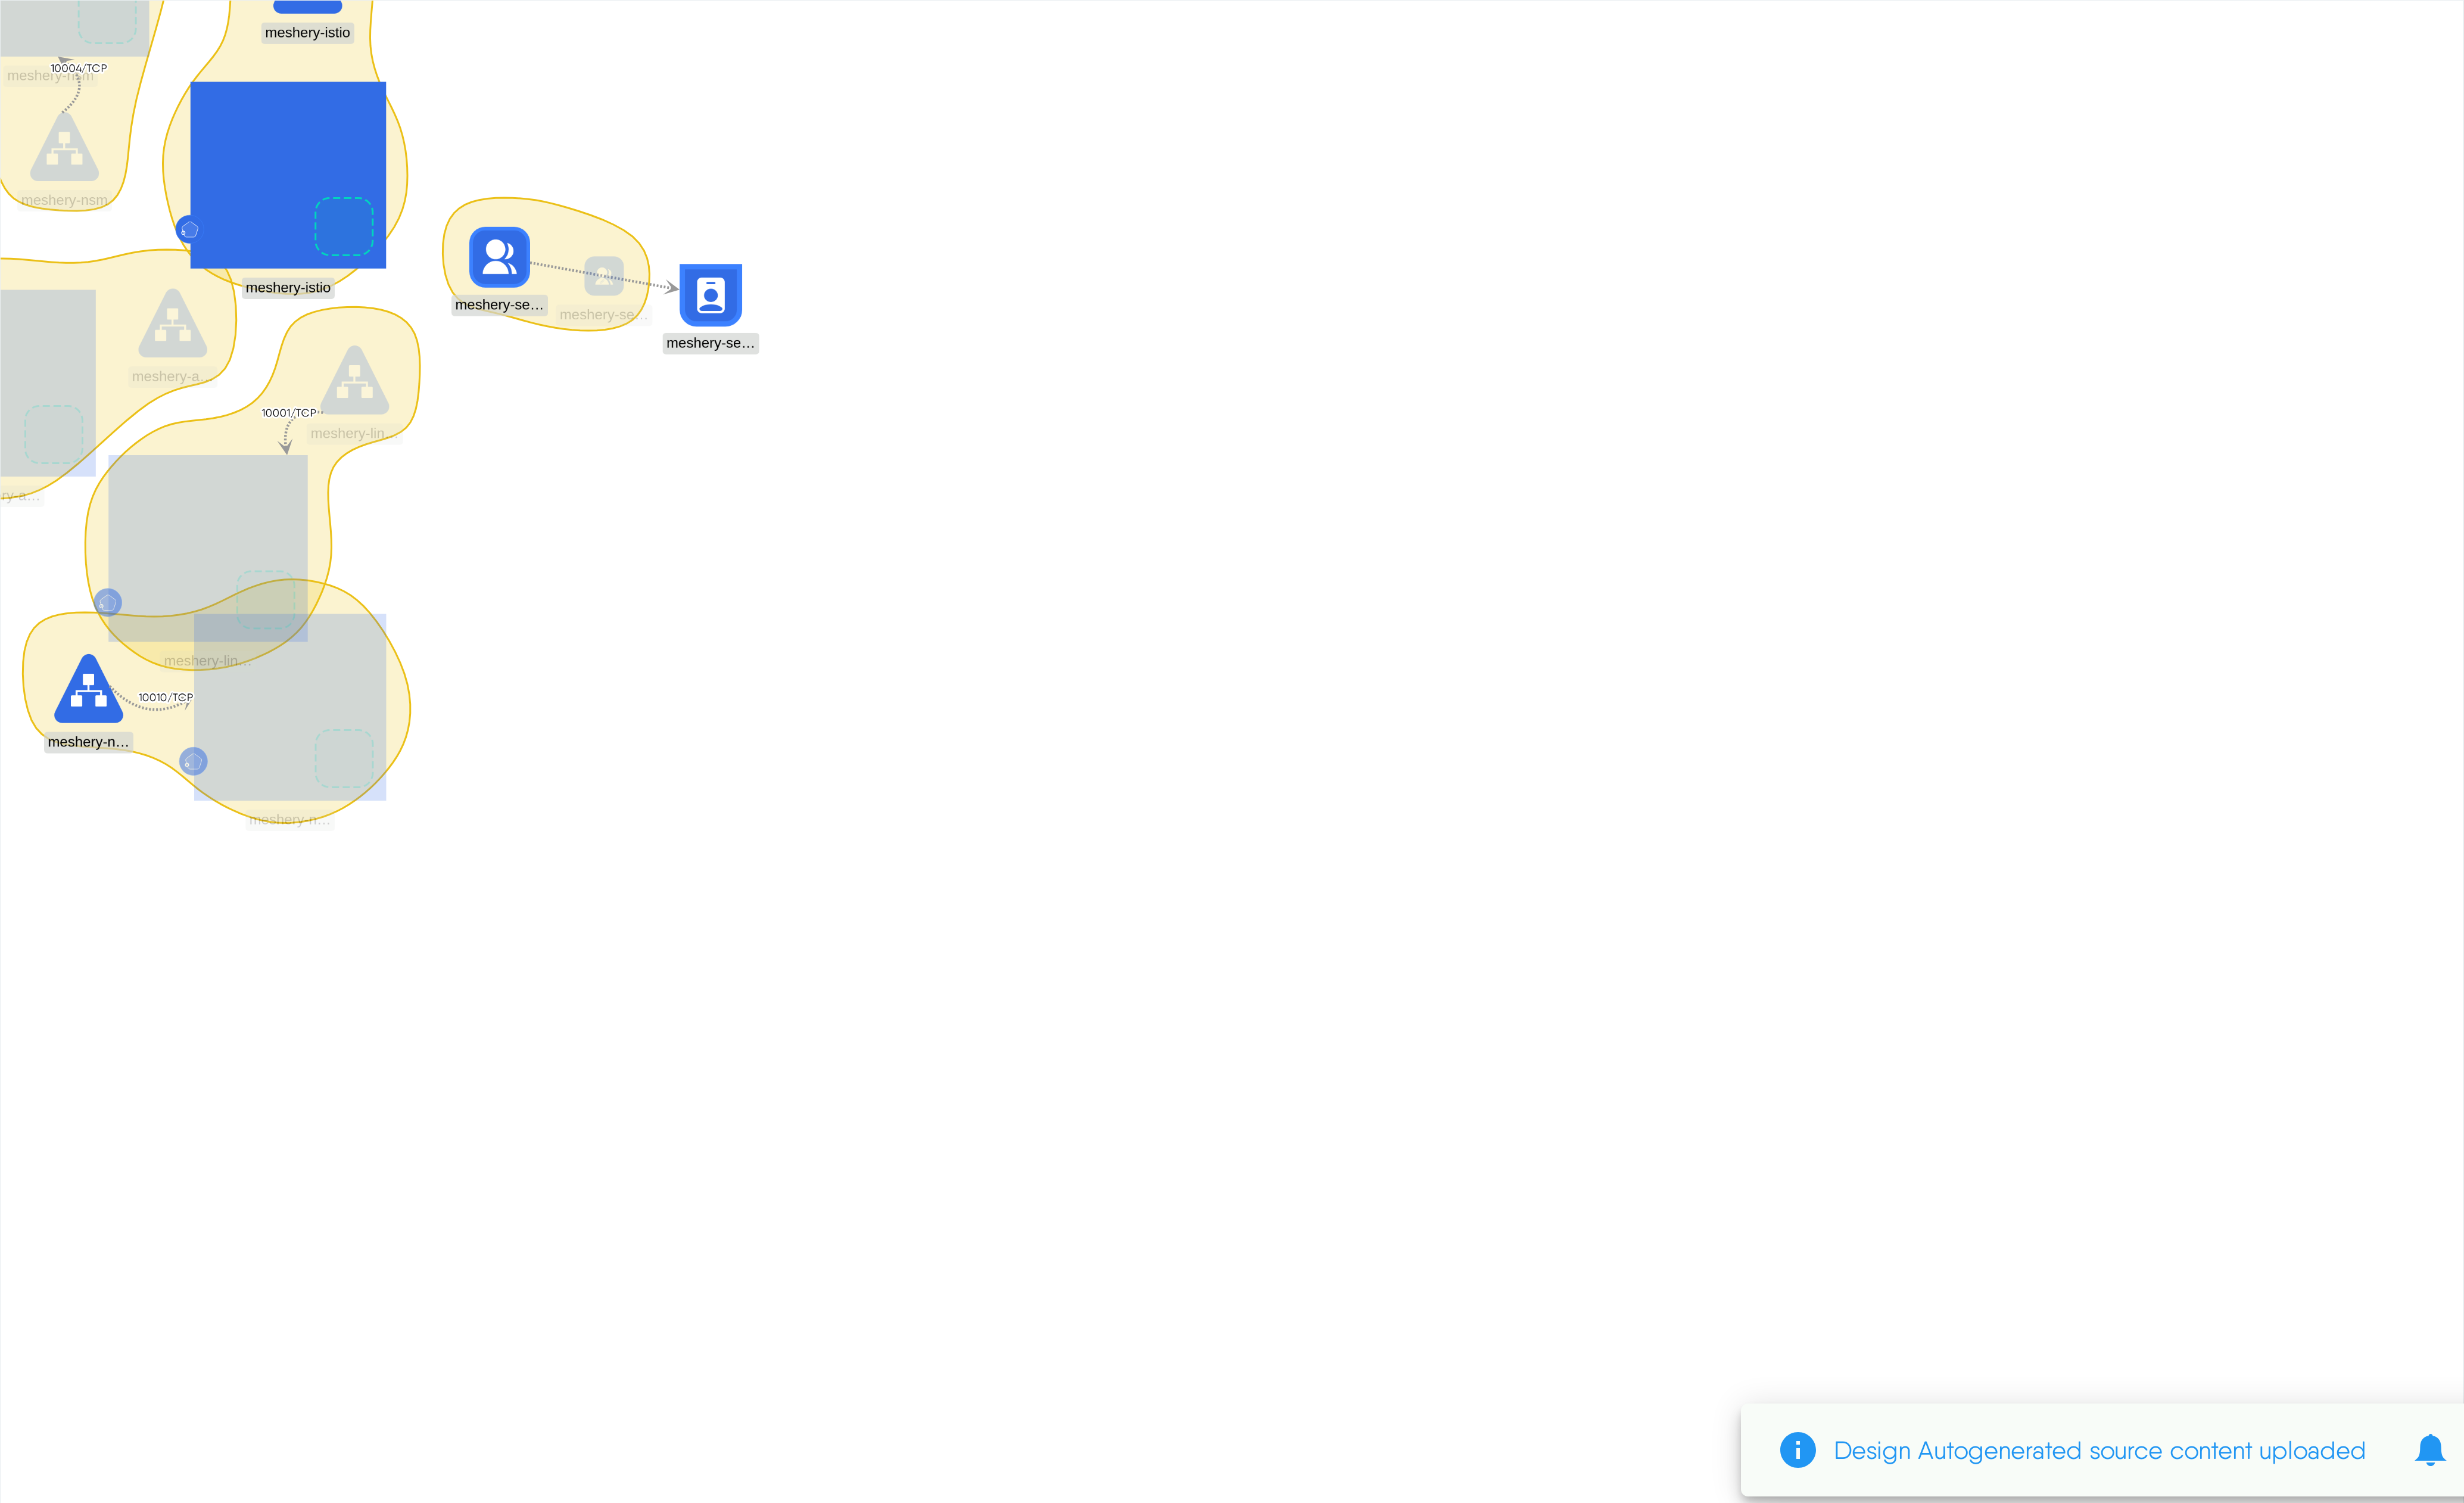 meshery-istio
10004/TCP
meshery-nsm
meshery-nsm
meshery-istio
meshery-se…
meshery-se…
meshery-se…
meshery-a…
10001/TCP
meshery-lin…
ry-a…
meshery-lin…
10010/TCP
meshery-n…
meshery-n…
Design Autogenerated source content uploaded